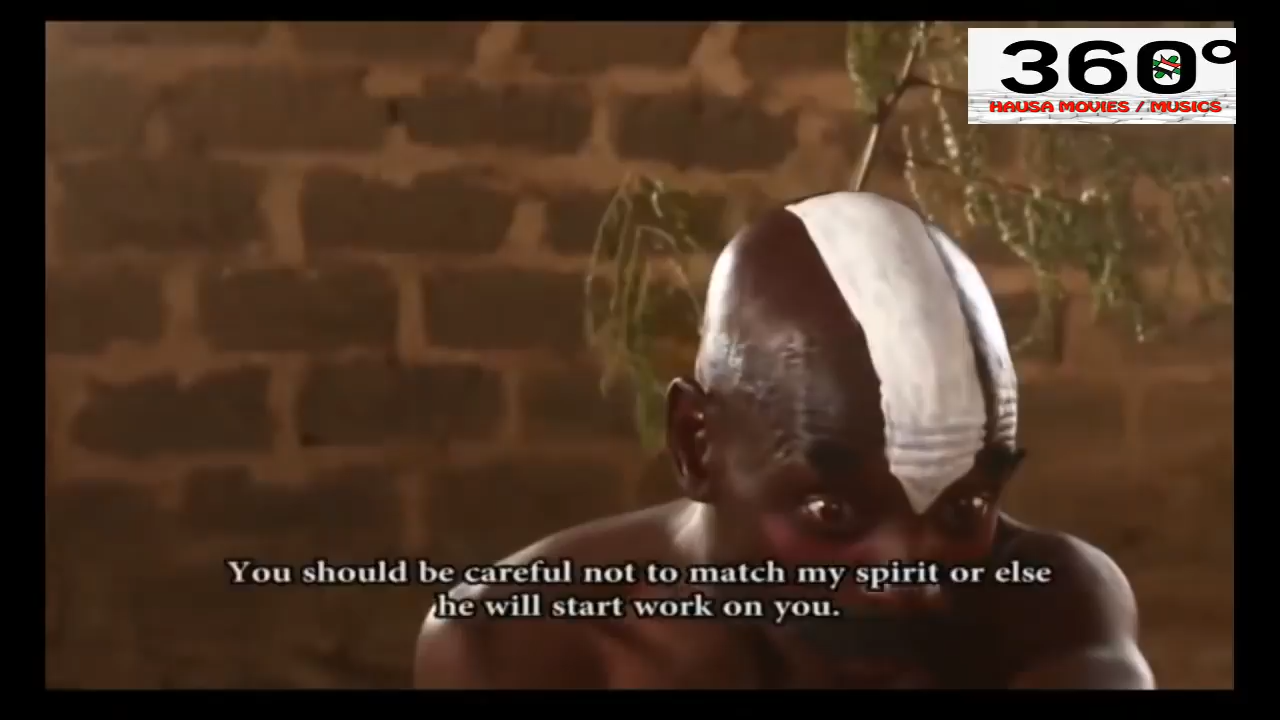 360°
HAUSA MOVIES / MUSICS
You should be careful not to match my spirit or else
he will start work on you.